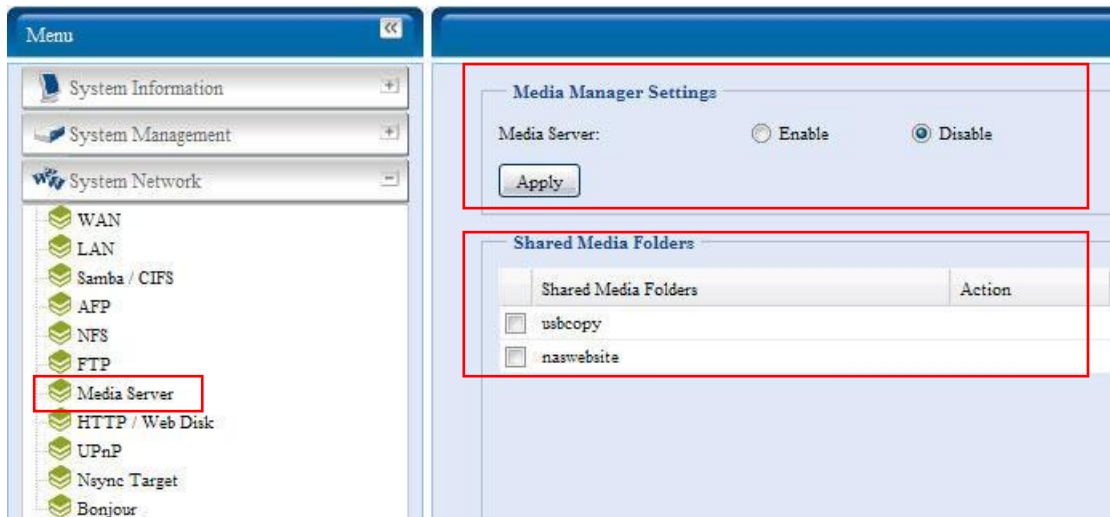 Menu
System Information
System Management
System Network
WAN
LAN
Samba / CIFS
AFP
NFS
FTP
Media Server
HTTP / Web Disk
UPnP
Nsync Target
Bonjour
Media Manager Settings
Media Server: Enable Disable
Apply
Shared Media Folders
Shared Media Folders Action
usbcopy
naswebsite